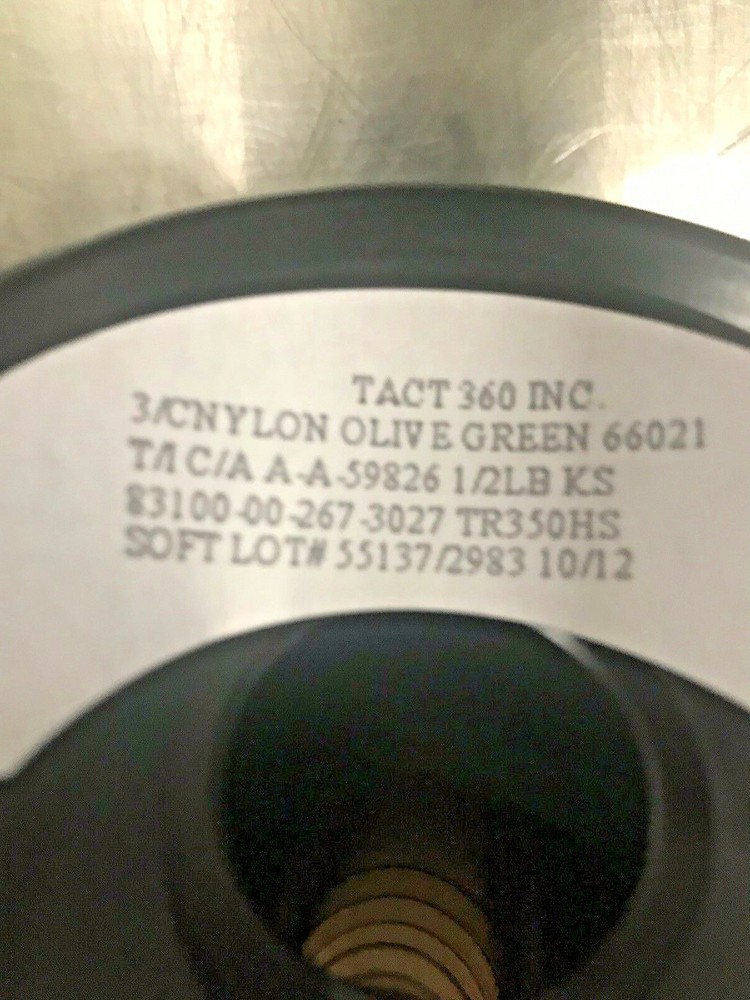 TACT 360 INC.
3/CNYLON OLIVE GREEN 66021
T/I C/A A-A-59826 1/2LB KS
83100-00-267-3027 TR350HS
SOFT LOT# 55137/2983 10/12